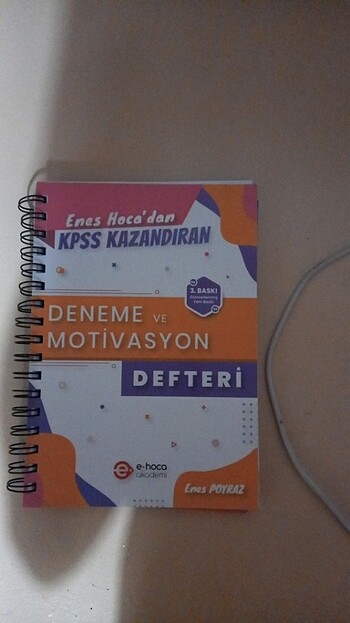 Enes Hoca'dan
KPSS KAZANDIRAN
3. BASKI
DENEME VE
MOTİVASYON
DEFTERİ
e-hoca
akademi
Enes POYRAZ